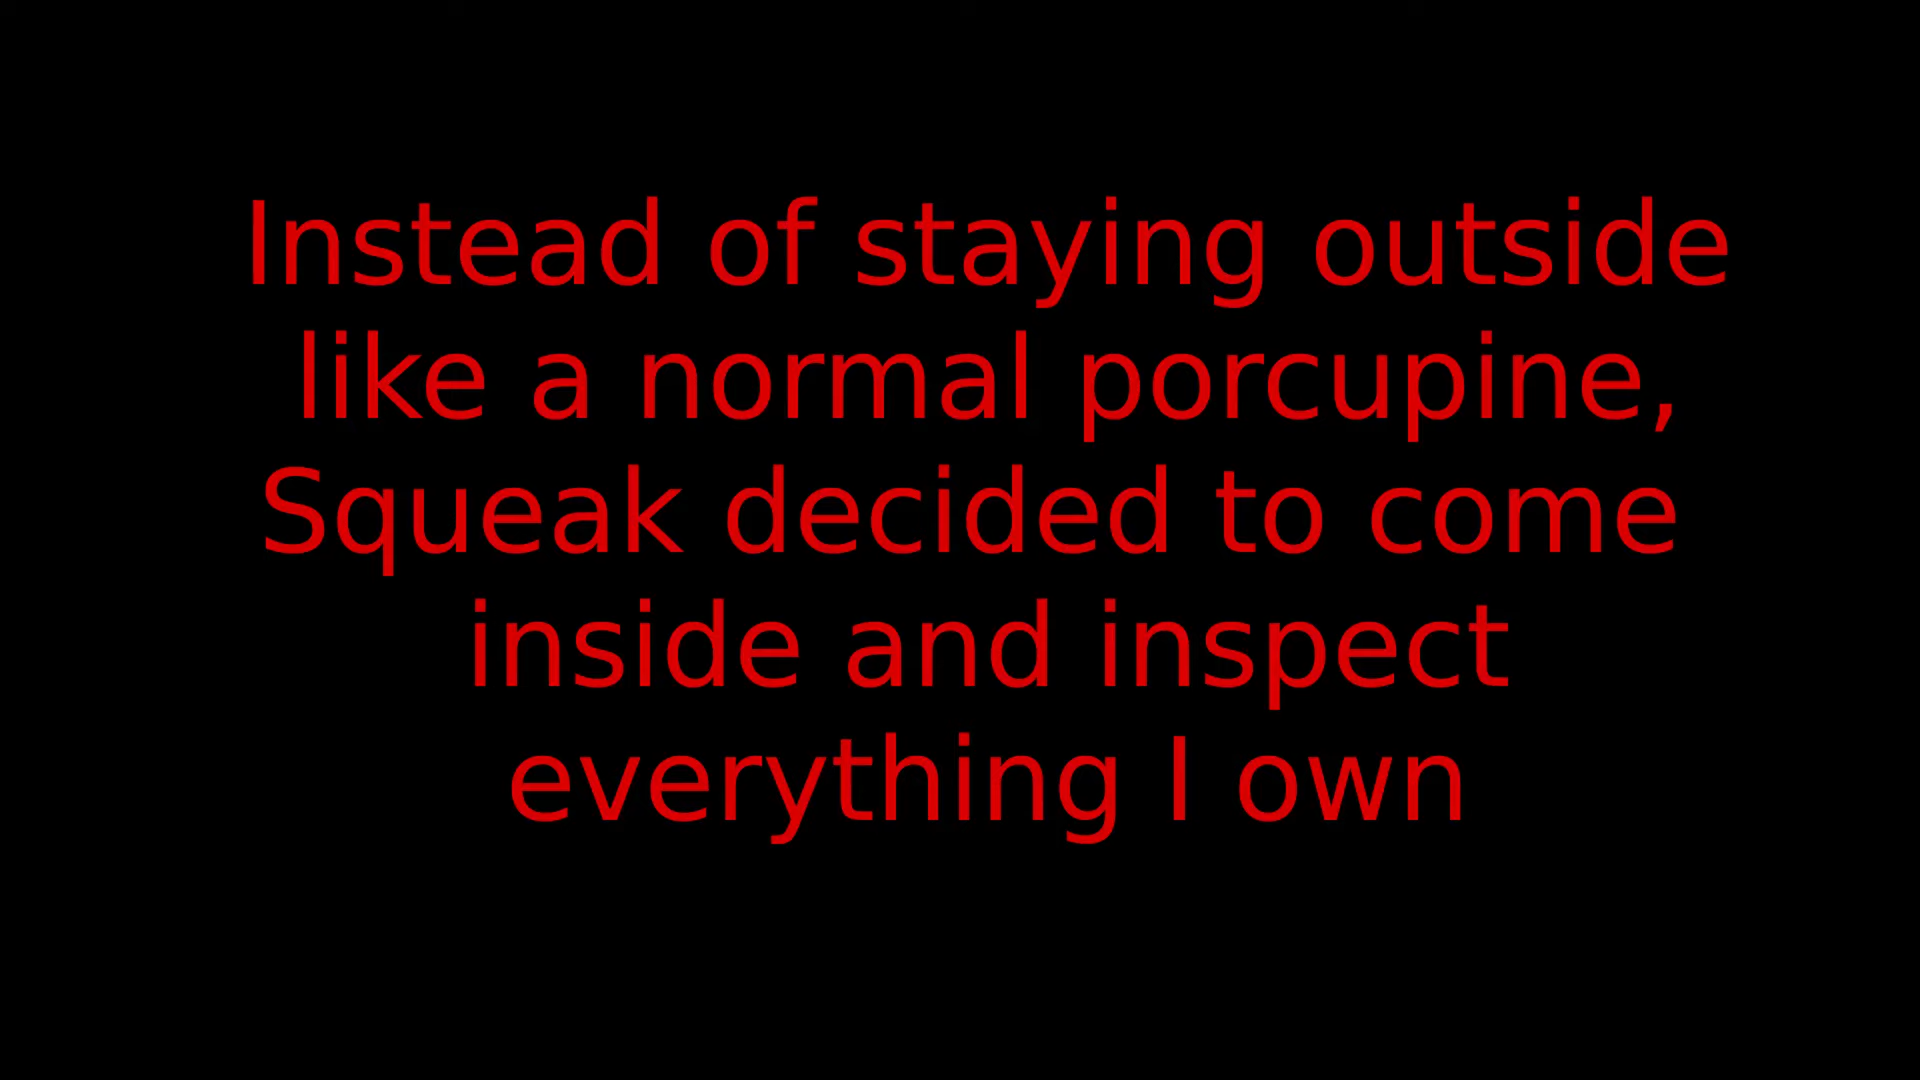 Instead of staying outside
like a normal porcupine,
Squeak decided to come
inside and inspect
everything I own